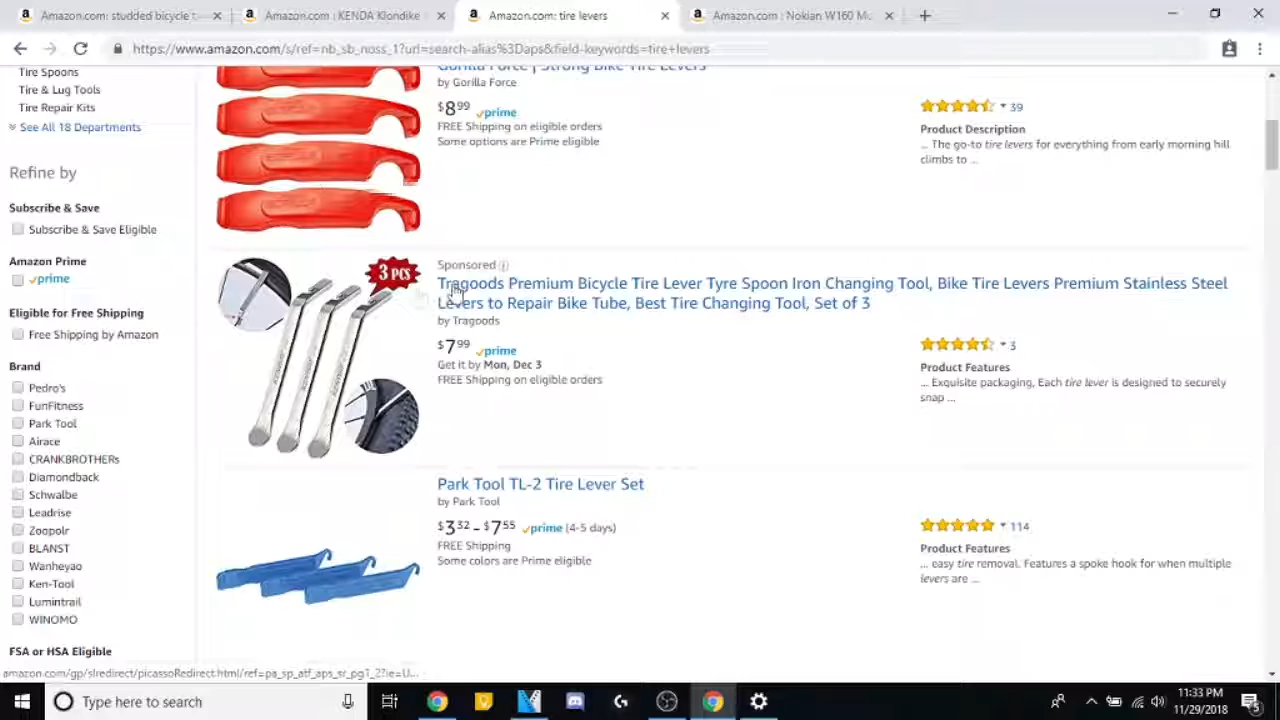 Amazon.com: studded bicycle t
Amazon.com : KENDA Klondike
Amazon.com: tire levers
Amazon.com : Nokian W160 Mo
https://www.amazon.com/s/ref=nb_sb_noss_1?url=search-alias%3Daps&field-keywords=tire+levers
Tire Spoons
Tire & Lug Tools
Tire Repair Kits
See All 18 Departments
Refine by
Subscribe & Save
Subscribe & Save Eligible
Amazon Prime
prime
Eligible for Free Shipping
Free Shipping by Amazon
Brand
Pedro's
FunFitness
Park Tool
Airace
CRANKBROTHERs
Diamondback
Schwalbe
Leadrise
Zoopolr
BLANST
Wanheyao
Ken-Tool
Lumintrail
WINOMO
FSA or HSA Eligible
Gorilla Force | Strong Bike Tire Levers
by Gorilla Force
$8.99 prime
FREE Shipping on eligible orders
Some options are Prime eligible
39
Product Description
... The go-to tire levers for everything from early morning hill
climbs to ...
3 PCS
Sponsored
Tragoods Premium Bicycle Tire Lever Tyre Spoon Iron Changing Tool, Bike Tire Levers Premium Stainless Steel
Levers to Repair Bike Tube, Best Tire Changing Tool, Set of 3
by Tragoods
$7.99 prime
Get it by Mon, Dec 3
FREE Shipping on eligible orders
3
Product Features
... Exquisite packaging, Each tire lever is designed to securely
snap ...
Park Tool TL-2 Tire Lever Set
by Park Tool
$3.32 - $7.55 prime (4-5 days)
FREE Shipping
Some colors are Prime eligible
114
Product Features
... easy tire removal. Features a spoke hook for when multiple
levers are ...
amazon.com/gp/slredirect/picassoRedirect.html/ref=pa_sp_atf_aps_sr_pg1_2?ie=U...
Type here to search
11:33 PM
11/29/2018